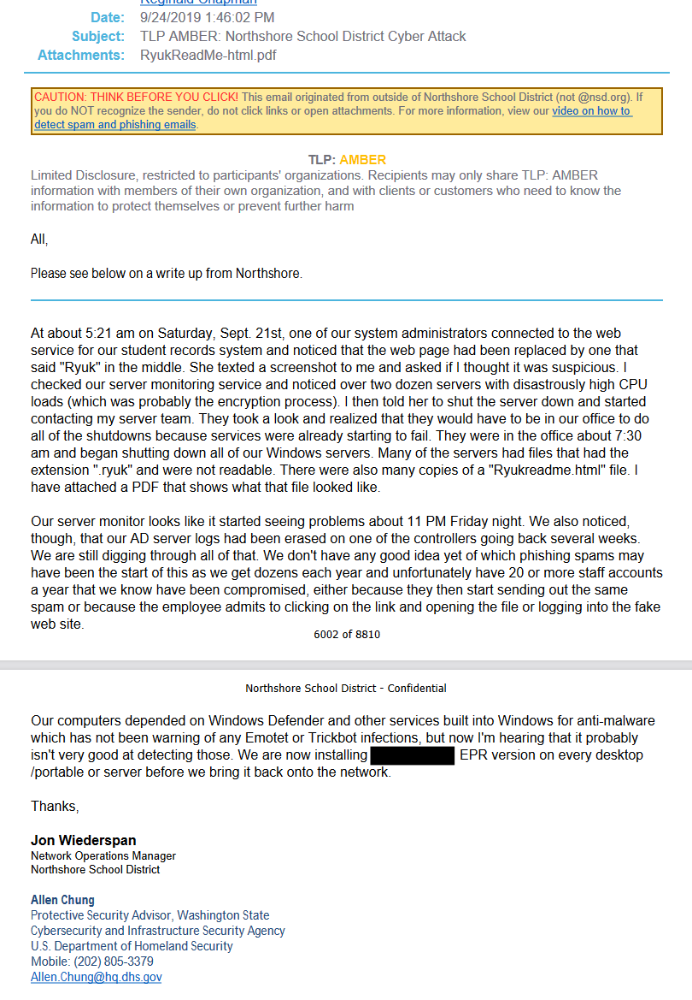 Reginald Chapman
Date: 9/24/2019 1:46:02 PM
Subject: TLP AMBER: Northshore School District Cyber Attack
Attachments: RyukReadMe-html.pdf
CAUTION: THINK BEFORE YOU CLICK! This email originated from outside of Northshore School District (not @nsd.org). If
you do NOT recognize the sender, do not click links or open attachments. For more information, view our video on how to
detect spam and phishing emails.
TLP: AMBER
Limited Disclosure, restricted to participants' organizations. Recipients may only share TLP: AMBER
information with members of their own organization, and with clients or customers who need to know the
information to protect themselves or prevent further harm
All,
Please see below on a write up from Northshore.
At about 5:21 am on Saturday, Sept. 21st, one of our system administrators connected to the web
service for our student records system and noticed that the web page had been replaced by one that
said "Ryuk" in the middle. She texted a screenshot to me and asked if I thought it was suspicious. I
checked our server monitoring service and noticed over two dozen servers with disastrously high CPU
loads (which was probably the encryption process). I then told her to shut the server down and started
contacting my server team. They took a look and realized that they would have to be in our office to do
all of the shutdowns because services were already starting to fail. They were in the office about 7:30
am and began shutting down all of our Windows servers. Many of the servers had files that had the
extension ".ryuk" and were not readable. There were also many copies of a "Ryukreadme.html" file. I
have attached a PDF that shows what that file looked like.
Our server monitor looks like it started seeing problems about 11 PM Friday night. We also noticed,
though, that our AD server logs had been erased on one of the controllers going back several weeks.
We are still digging through all of that. We don't have any good idea yet of which phishing spams may
have been the start of this as we get dozens each year and unfortunately have 20 or more staff accounts
a year that we know have been compromised, either because they then start sending out the same
spam or because the employee admits to clicking on the link and opening the file or logging into the fake
web site.
6002 of 8810
Northshore School District - Confidential
Our computers depended on Windows Defender and other services built into Windows for anti-malware
which has not been warning of any Emotet or Trickbot infections, but now I'm hearing that it probably
isn't very good at detecting those. We are now installing EPR version on every desktop
/portable or server before we bring it back onto the network.
Thanks,
Jon Wiederspan
Network Operations Manager
Northshore School District
Allen Chung
Protective Security Advisor, Washington State
Cybersecurity and Infrastructure Security Agency
U.S. Department of Homeland Security
Mobile: (202) 805-3379
Allen.Chung@hq.dhs.gov